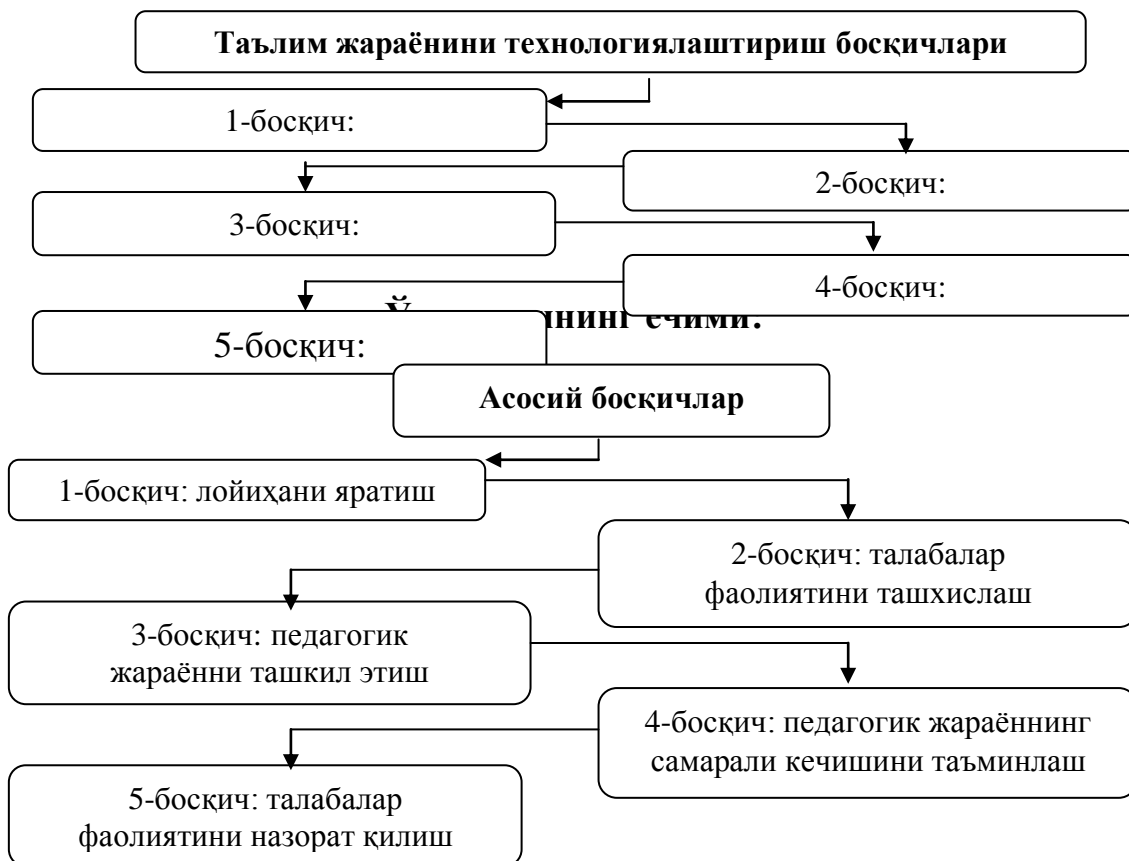 Таълим жараёнини технологиялаштириш босқичлари
1-босқич:
2-босқич:
3-босқич:
4-босқич:
ечими:
5-босқич:
Асосий босқичлар
1-босқич: лойиҳани яратиш
2-босқич: талабалар
фаолиятини ташхислаш
3-босқич: педагогик
жараённи ташкил этиш
4-босқич: педагогик жараённинг
самарали кечишини таъминлаш
5-босқич: талабалар
фаолиятини назорат қилиш